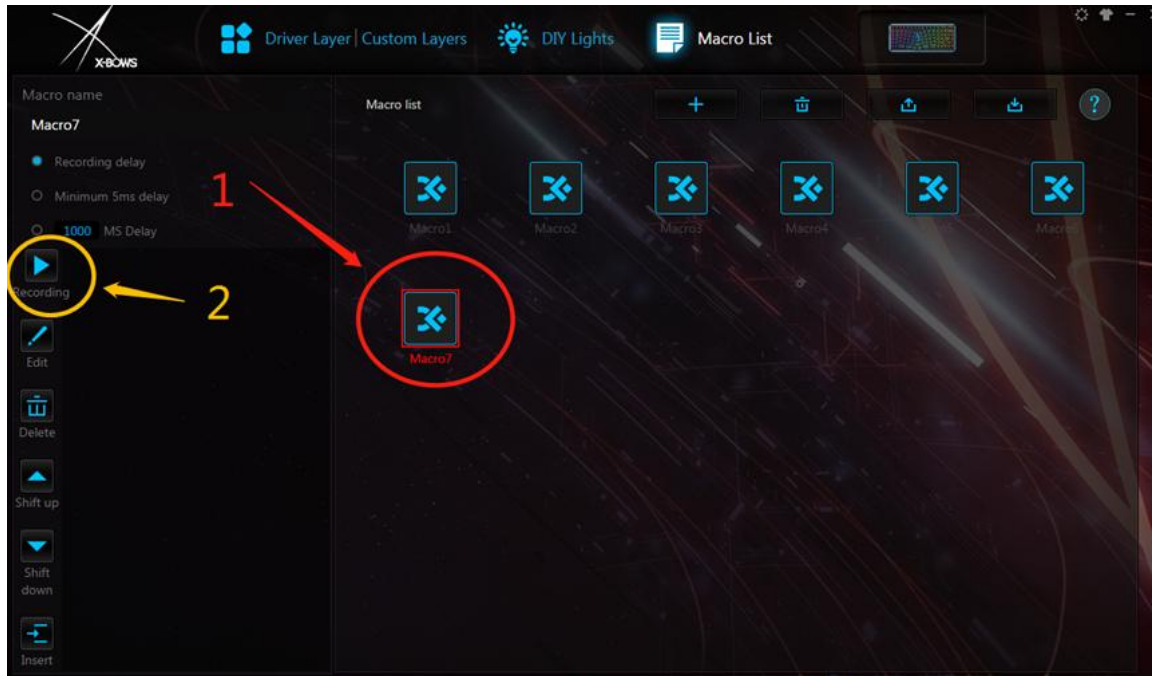 X-BOWS
Driver Layer | Custom Layers
DIY Lights
Macro List
Macro name
Macro7
Recording delay
Minimum 5ms delay
1000 MS Delay
Recording
Edit
Delete
Shift up
Shift
down
Insert
1
2
Macro list
+
?
Macro1
Macro2
Macro3
Macro4
Macro7